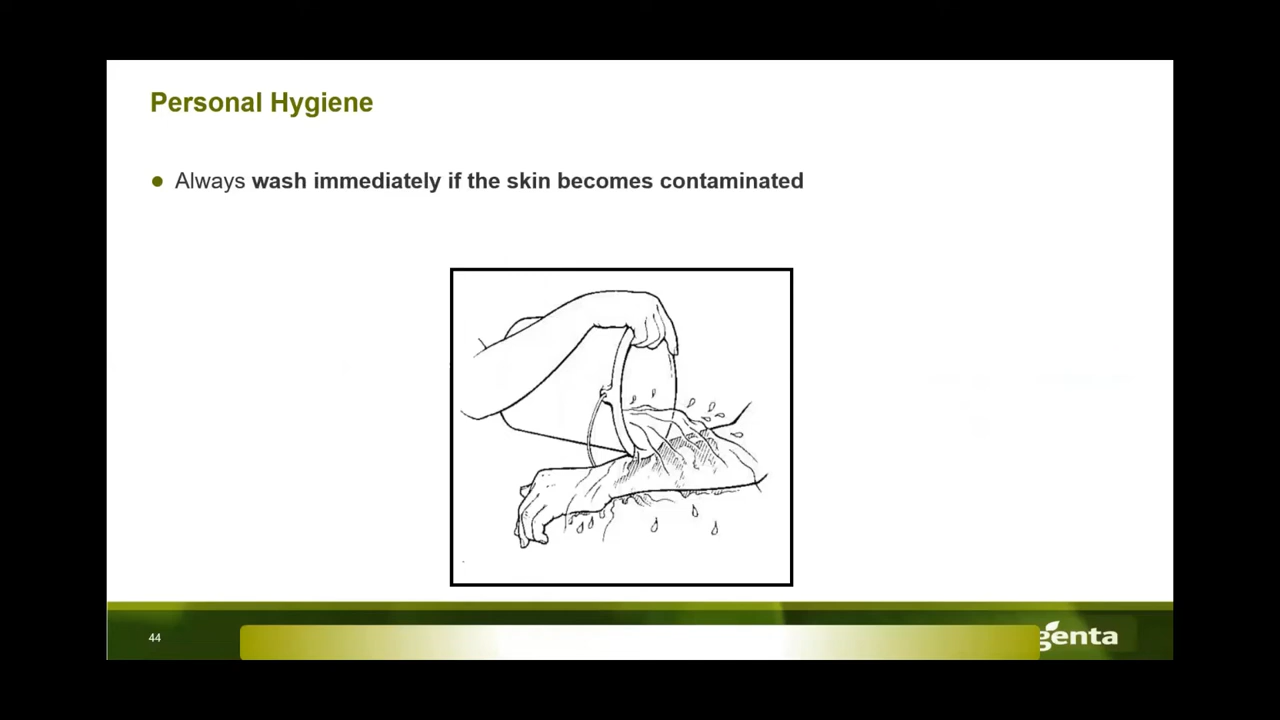 Personal Hygiene
Always wash immediately if the skin becomes contaminated
44
genta